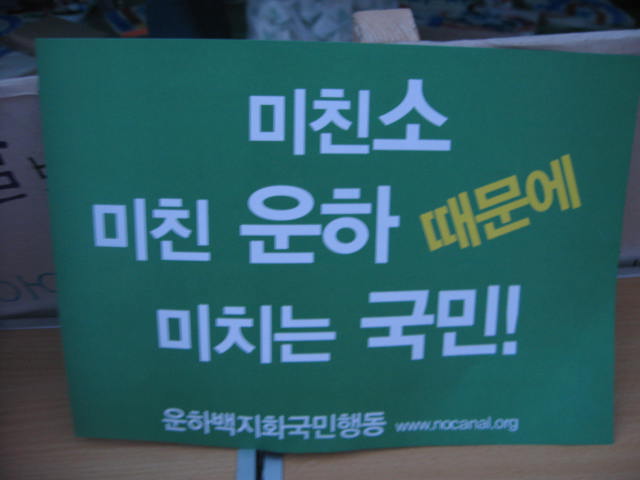 미친소
미친 운하 때문에
미치는 국민!
운하백지화국민행동 www.nocanal.org